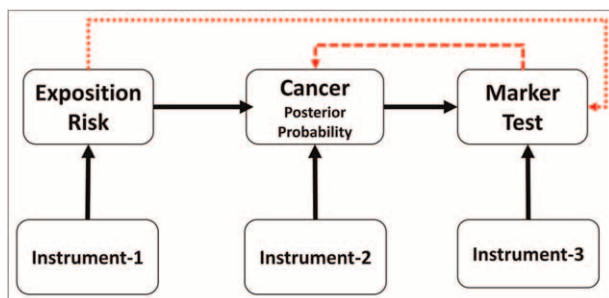 Exposition
Risk
Cancer
Posterior
Probability
Marker
Test
Instrument-1
Instrument-2
Instrument-3